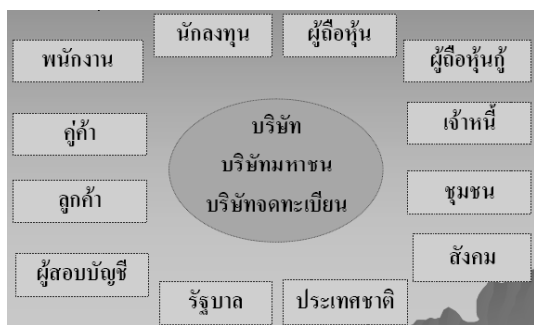 นักลงทุน
ผู้ถือหุ้น
พนักงาน
ผู้ถือหุ้นกู้
คู่ค้า
บริษัท
บริษัทมหาชน
บริษัทจดทะเบียน
เจ้าหนี้
ลูกค้า
ชุมชน
ผู้สอบบัญชี
สังคม
รัฐบาล
ประเทศชาติ